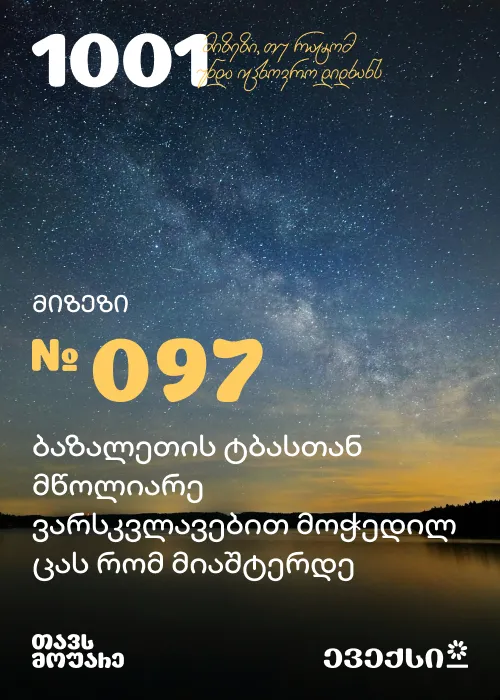 1001 მიზეზი, თუ რატომ
უნდა იცხოვრო დიდხანს
მიზეზი
№ 097
ბაზალეთის ტბასთან
მწოლიარე
ვარსკვლავებით მოჭედილ
ცას რომ მიაშტერდე
თავს
მოუარე
ევექსი